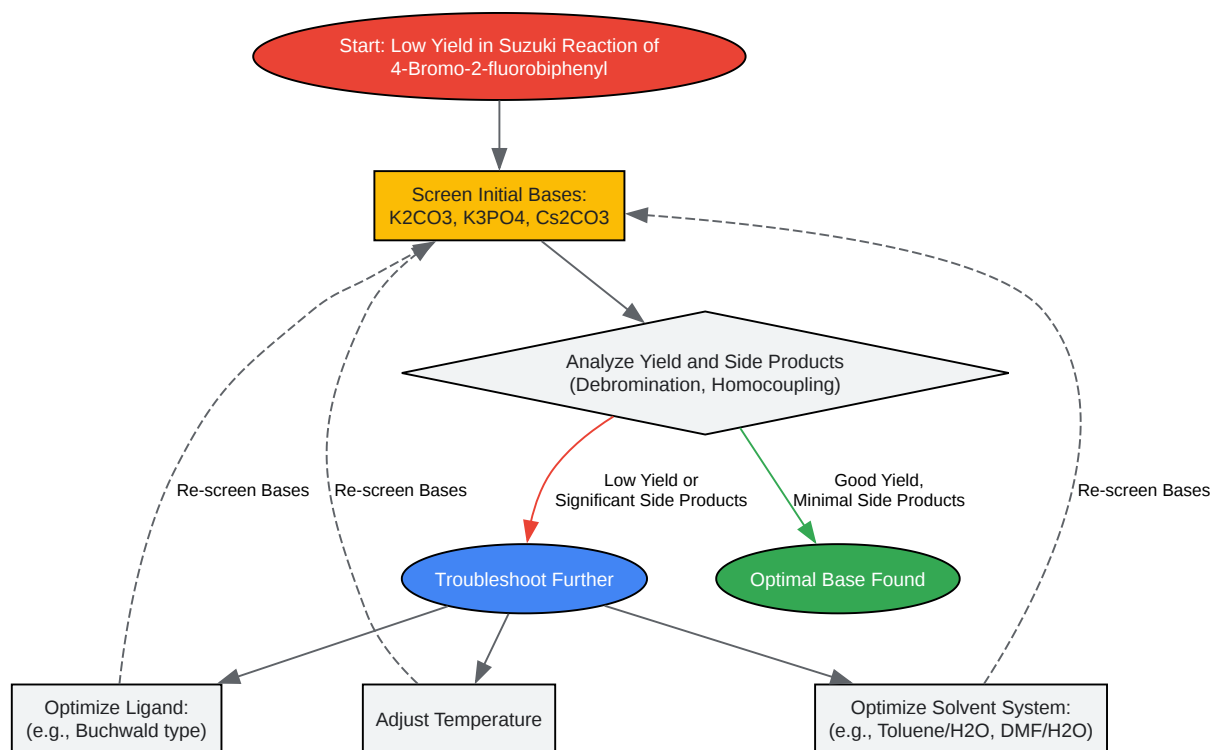 Start: Low Yield in Suzuki Reaction of
4-Bromo-2-fluorobiphenyl
Screen Initial Bases:
K2CO3, K3PO4, Cs2CO3
Analyze Yield and Side Products
(Debromination, Homocoupling)
Low Yield or
Significant Side Products
Good Yield,
Minimal Side Products
Re-screen Bases
Re-screen Bases
Re-screen Bases
Troubleshoot Further
Optimal Base Found
Optimize Ligand:
(e.g., Buchwald type)
Adjust Temperature
Optimize Solvent System:
(e.g., Toluene/H2O, DMF/H2O)